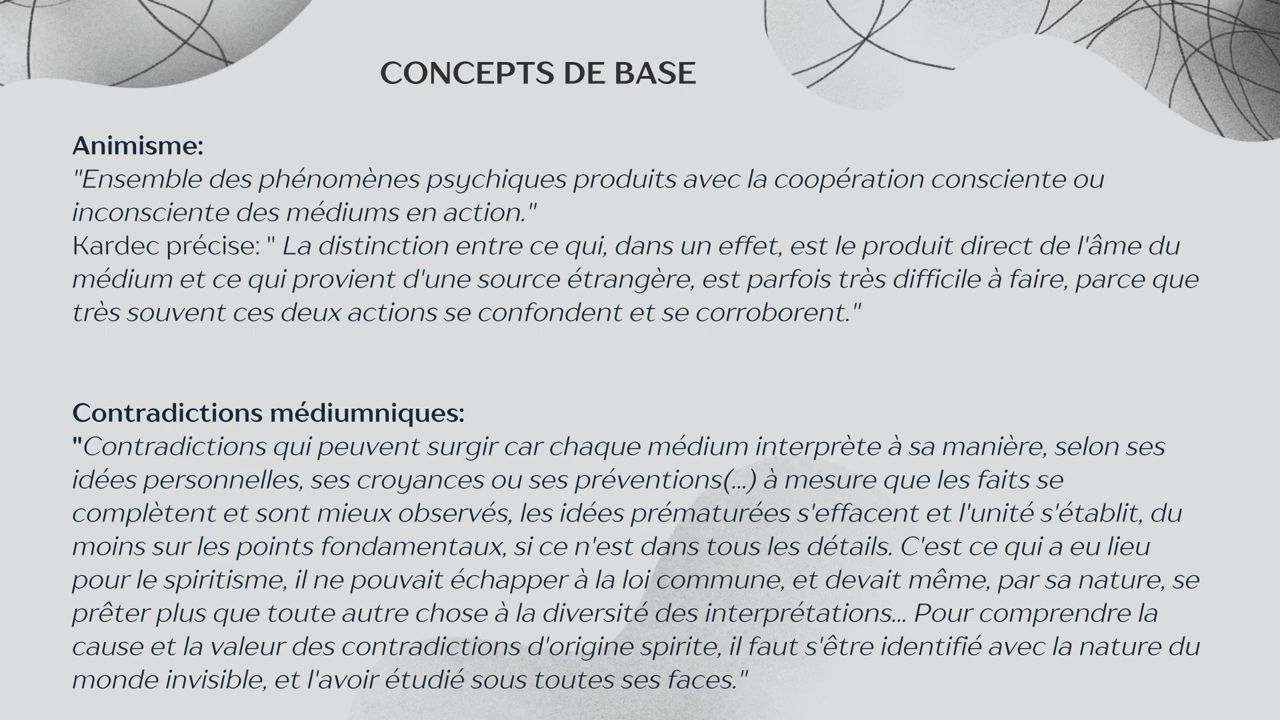 CONCEPTS DE BASE
Animisme:
"Ensemble des phénomènes psychiques produits avec la coopération consciente ou
inconsciente des médiums en action."
Kardec précise: " La distinction entre ce qui, dans un effet, est le produit direct de l'âme du
médium et ce qui provient d'une source étrangère, est parfois très difficile à faire, parce que
très souvent ces deux actions se confondent et se corroborent."
Contradictions médiumniques:
"Contradictions qui peuvent surgir car chaque médium interprète à sa manière, selon ses
idées personnelles, ses croyances ou ses préventions(...) à mesure que les faits se
complètent et sont mieux observés, les idées prématurées s'effacent et l'unité s'établit, du
moins sur les points fondamentaux, si ce n'est dans tous les détails. C'est ce qui a eu lieu
pour le spiritisme, il ne pouvait échapper à la loi commune, et devait même, par sa nature, se
prêter plus que toute autre chose à la diversité des interprétations... Pour comprendre la
cause et la valeur des contradictions d'origine spirite, il faut s'être identifié avec la nature du
monde invisible, et l'avoir étudié sous toutes ses faces."